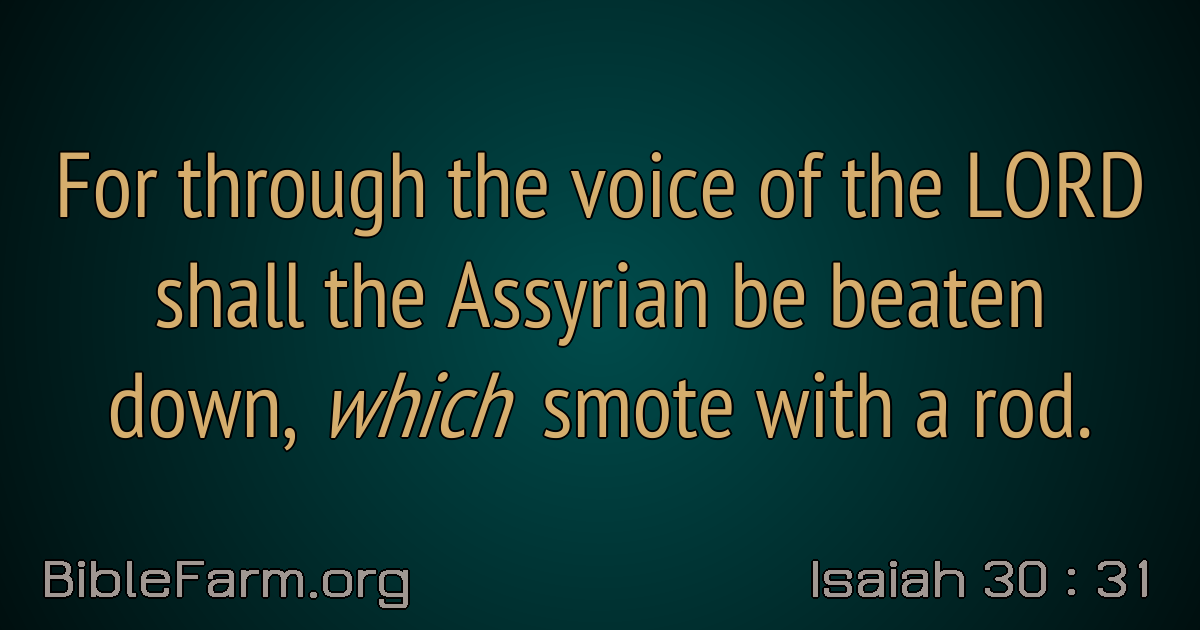 For through the voice of the LORD
shall the Assyrian be beaten
down, which smote with a rod.
BibleFarm.org
Isaiah 30 : 31